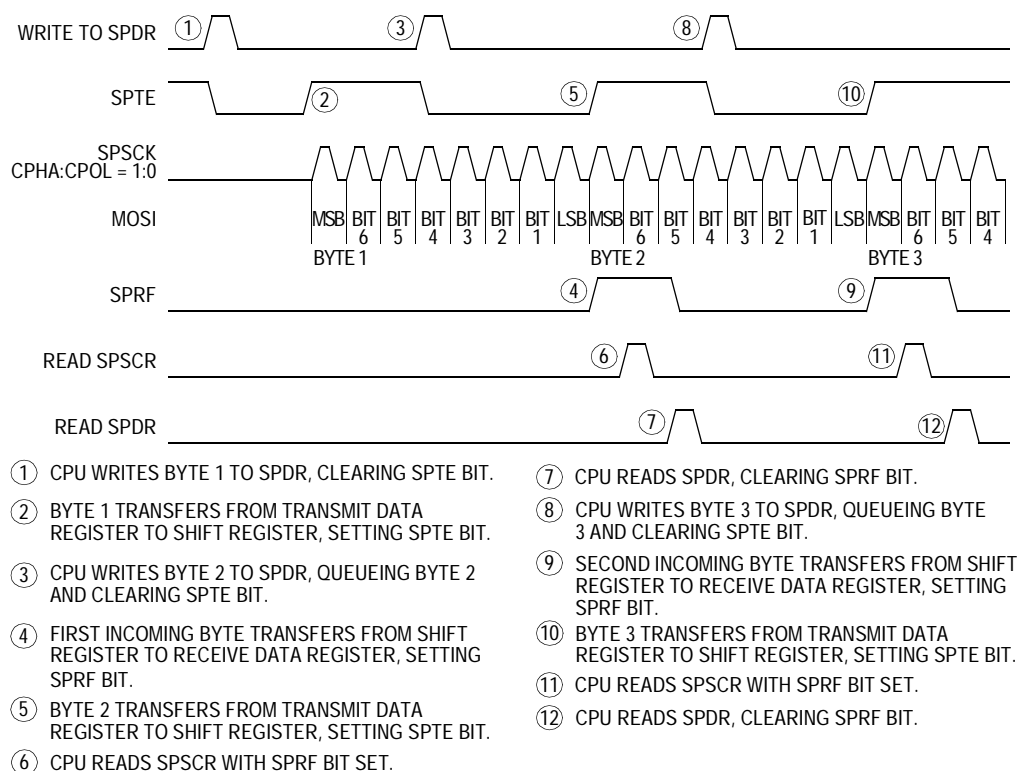 WRITE TO SPDR
1
3
8
SPTE
2
5
10
SPSCK
CPHA:CPOL = 1:0
MOSI
MSB BIT 6 BIT 5 BIT 4 BIT 3 BIT 2 BIT 1 LSB MSB BIT 6 BIT 5 BIT 4 BIT 3 BIT 2 BIT 1 LSB MSB BIT 6 BIT 5 BIT 4
BYTE 1
BYTE 2
BYTE 3
SPRF
4
9
READ SPSCR
6
11
READ SPDR
7
12
1 CPU WRITES BYTE 1 TO SPDR, CLEARING SPTE BIT.
2 BYTE 1 TRANSFERS FROM TRANSMIT DATA
REGISTER TO SHIFT REGISTER, SETTING SPTE BIT.
3 CPU WRITES BYTE 2 TO SPDR, QUEUEING BYTE 2
AND CLEARING SPTE BIT.
4 FIRST INCOMING BYTE TRANSFERS FROM SHIFT
REGISTER TO RECEIVE DATA REGISTER, SETTING
SPRF BIT.
5 BYTE 2 TRANSFERS FROM TRANSMIT DATA
REGISTER TO SHIFT REGISTER, SETTING SPTE BIT.
6 CPU READS SPSCR WITH SPRF BIT SET.
7 CPU READS SPDR, CLEARING SPRF BIT.
8 CPU WRITES BYTE 3 TO SPDR, QUEUEING BYTE
3 AND CLEARING SPTE BIT.
9 SECOND INCOMING BYTE TRANSFERS FROM SHIFT
REGISTER TO RECEIVE DATA REGISTER, SETTING
SPRF BIT.
10 BYTE 3 TRANSFERS FROM TRANSMIT DATA
REGISTER TO SHIFT REGISTER, SETTING SPTE BIT.
11 CPU READS SPSCR WITH SPRF BIT SET.
12 CPU READS SPDR, CLEARING SPRF BIT.